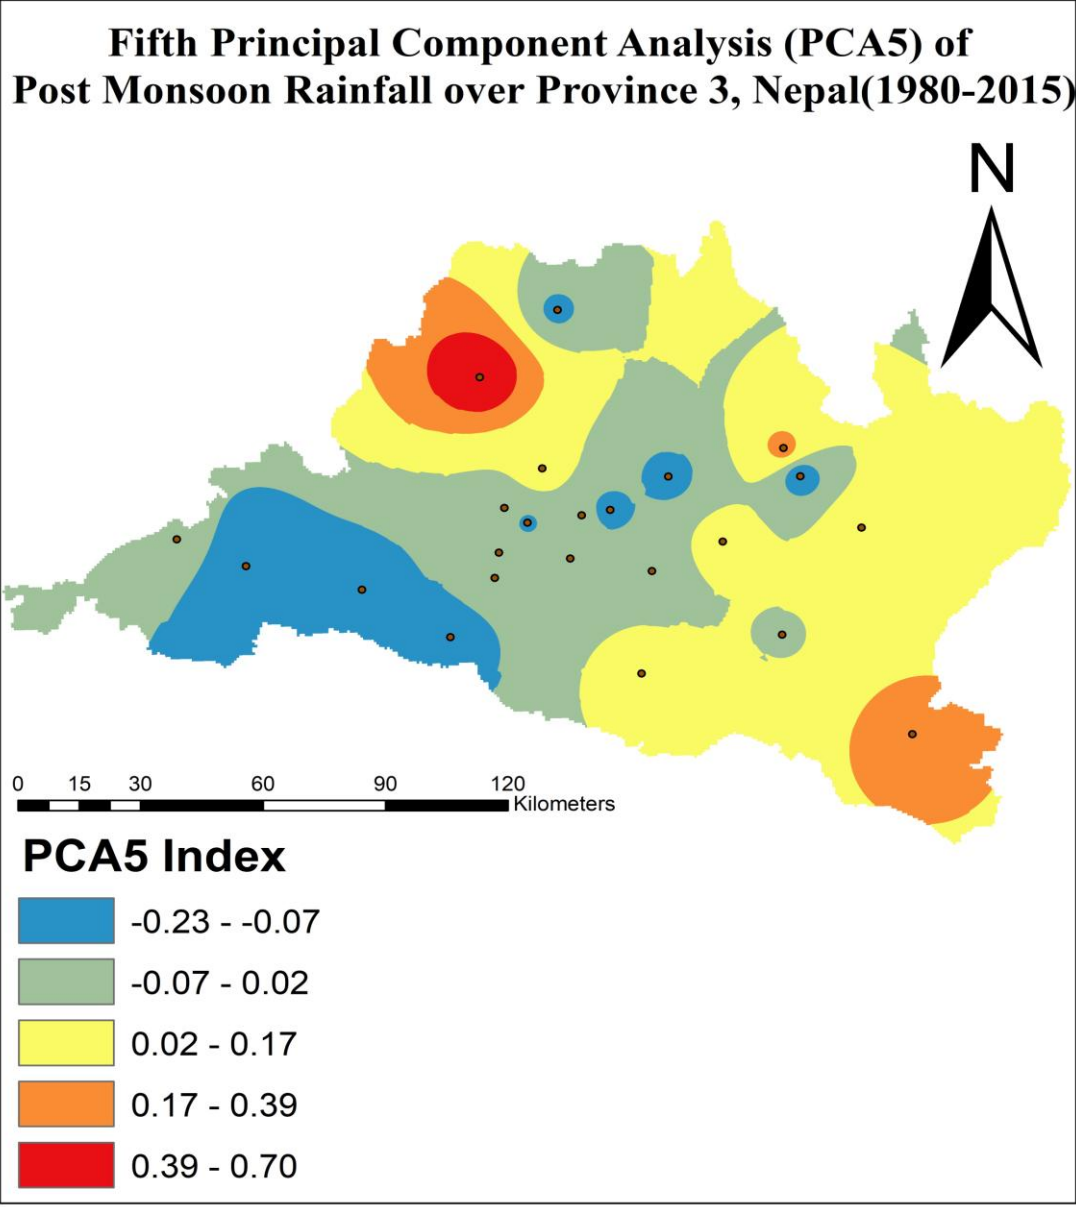 Fifth Principal Component Analysis (PCA5) of
Post Monsoon Rainfall over Province 3, Nepal(1980-2015)
N
0 15 30 60 90 120
Kilometers
PCA5 Index
-0.23 - -0.07
-0.07 - 0.02
0.02 - 0.17
0.17 - 0.39
0.39 - 0.70